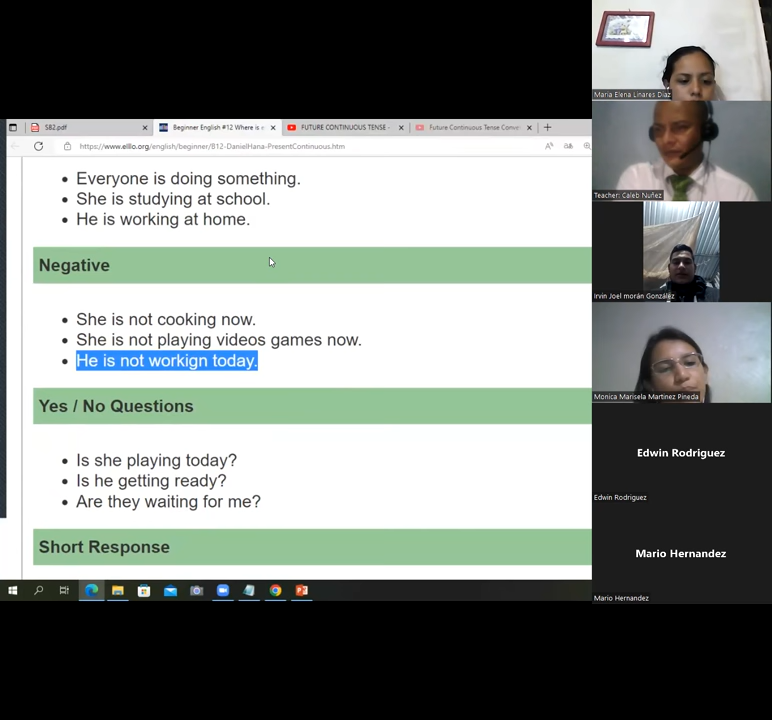 SB2.pdf
Beginner English #12 Where is e
FUTURE CONTINUOUS TENSE -
Future Continuous Tense Conve
https://www.elllo.org/english/beginner/B12-DanielHana-PresentContinuous.htm
Everyone is doing something.
She is studying at school.
He is working at home.
Negative
She is not cooking now.
She is not playing videos games now.
He is not workign today.
Yes / No Questions
Is she playing today?
Is he getting ready?
Are they waiting for me?
Short Response
Maria Elena Linares Diaz
Teacher: Caleb Nuñez
Irvin Joel morán González
Monica Marisela Martinez Pineda
Edwin Rodriguez
Edwin Rodriguez
Mario Hernandez
Mario Hernandez